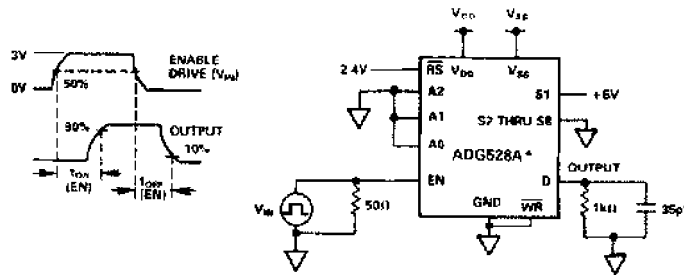 3V
0V
50%
ENABLE
DRIVE (VIN)
90%
OUTPUT
10%
tON
(EN)
tOFF
(EN)
VDD
VSS
2.4V
RS
VDD
VSS
A2
A1
A0
S1
+5V
S2 THRU S8
ADG528A*
EN
D
OUTPUT
GND
WR
VIN
50Ω
1kΩ
35p